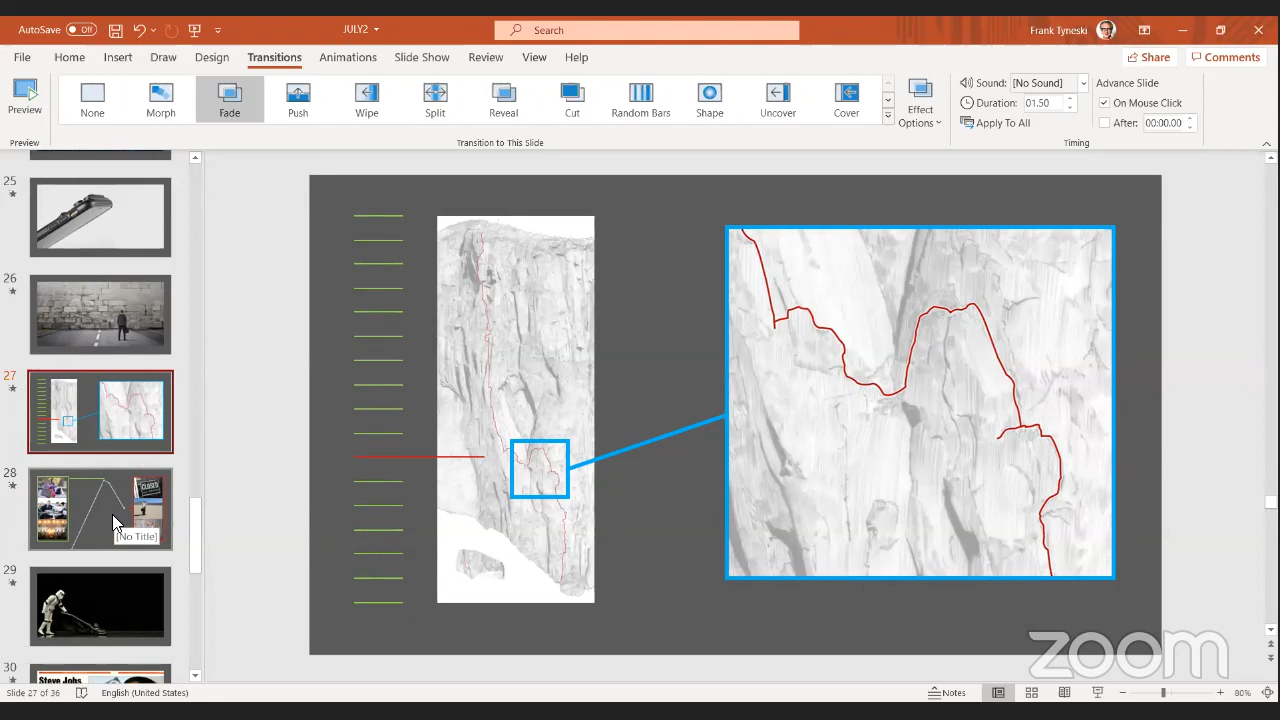 AutoSave Off
JULY2
Search
Frank Tyneski
File Home Insert Draw Design Transitions Animations Slide Show Review View Help
Share Comments
Preview
None Morph Fade Push Wipe Split Reveal Cut Random Bars Shape Uncover Cover
Effect
Options
Sound: [No Sound]
Duration: 01.50
Apply To All
Advance Slide
On Mouse Click
After: 00:00.00
Preview
Transition to This Slide
Timing
25
26
27
28
CLOSED
[No Title]
29
30
Steve Jobs
zoom
Slide 27 of 36 English (United States)
Notes
80%